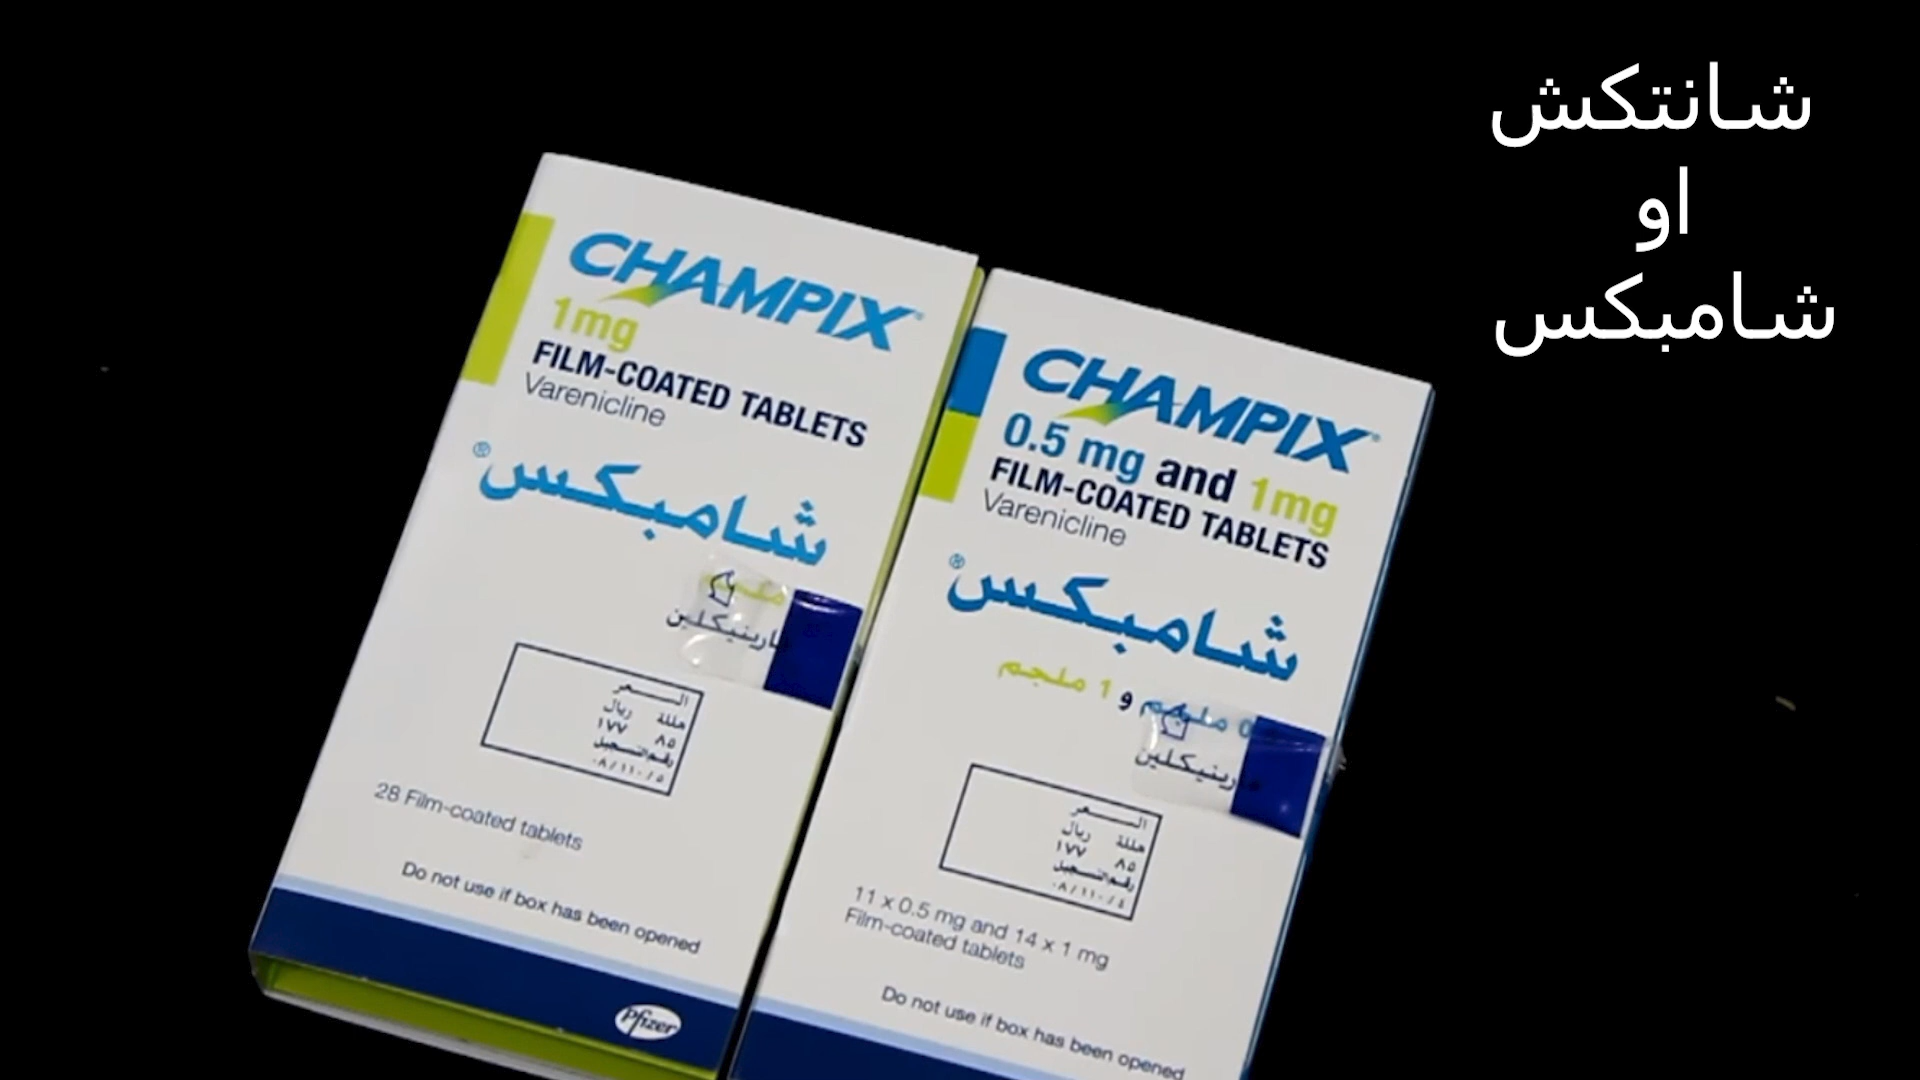 شانتكش
او
شامبكس
CHAMPIX
1mg
FILM-COATED TABLETS
Varenicline
شامبكس®
ملجم
فارينيكلين
السعر
هللة ريال
٨٥ ١٧٧
رقم التسجيل
28 Film-coated tablets
Do not use if box has been opened
Pfizer
CHAMPIX
0.5 mg and 1mg
FILM-COATED TABLETS
Varenicline
شامبكس®
ملجم و 1 ملجم
السعر
هللة ريال
٨٥ ١٧٧
رقم التسجيل
11 x 0.5 mg and 14 x 1 mg
Film-coated tablets
Do not use if box has been opened